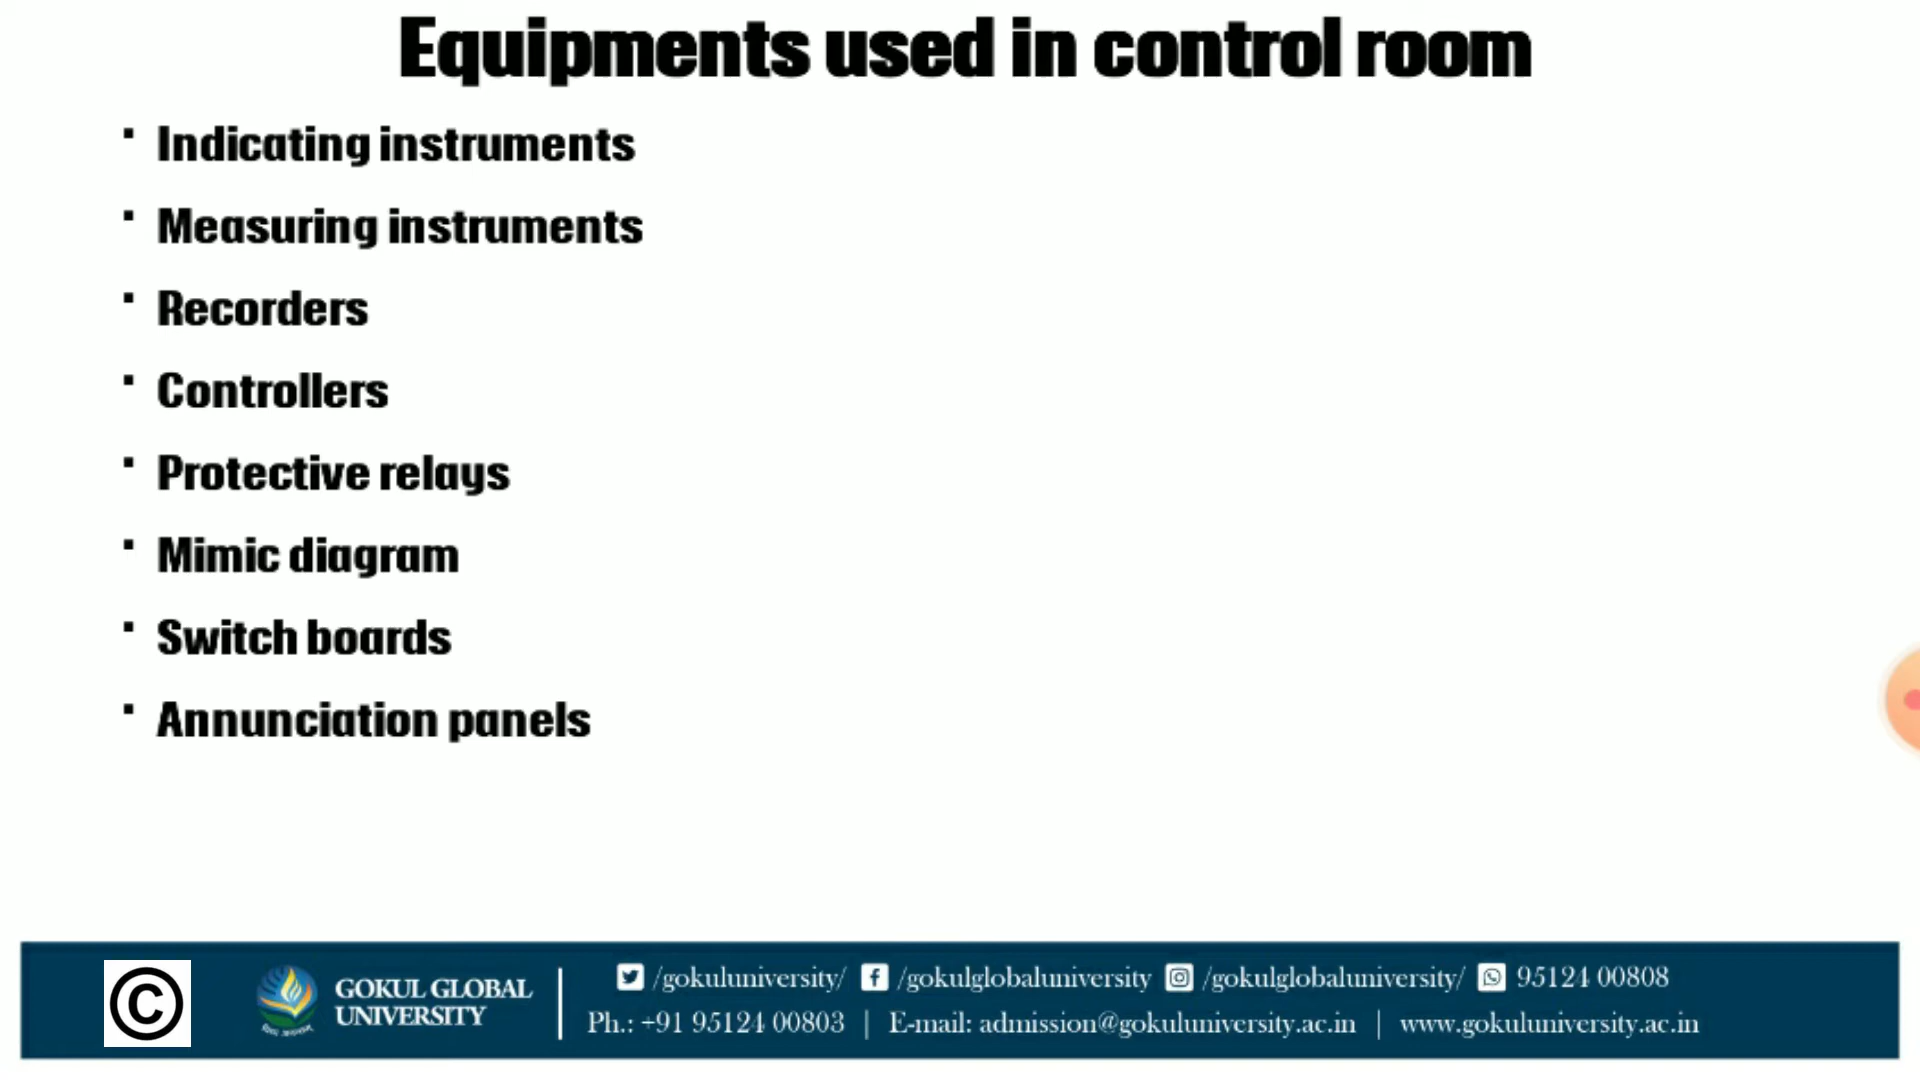 Equipments used in control room
Indicating instruments
Measuring instruments
Recorders
Controllers
Protective relays
Mimic diagram
Switch boards
Annunciation panels
©
GOKUL GLOBAL
UNIVERSITY
/gokuluniversity/ /gokulglobaluniversity /gokulglobaluniversity/ 95124 00808
Ph.: +91 95124 00803 | E-mail: admission@gokuluniversity.ac.in | www.gokuluniversity.ac.in